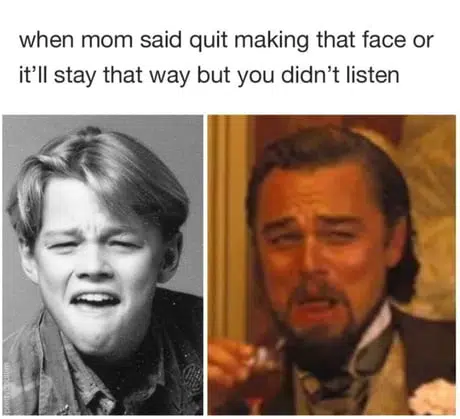 when mom said quit making that face or
it’ll stay that way but you didn’t listen